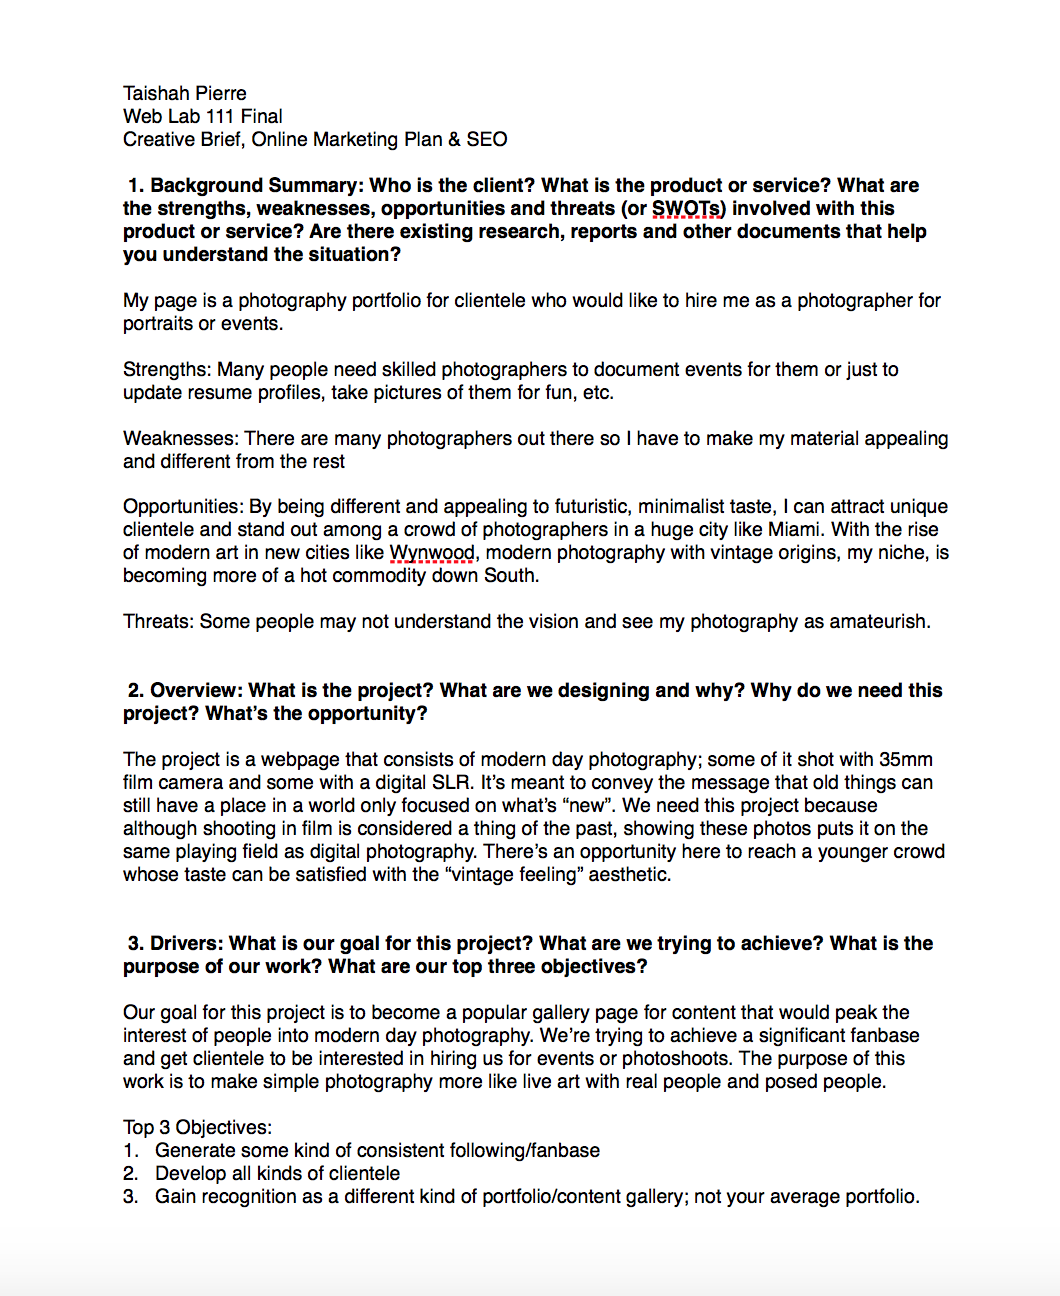 Taishah Pierre
Web Lab 111 Final
Creative Brief, Online Marketing Plan & SEO
1. Background Summary: Who is the client? What is the product or service? What are
the strengths, weaknesses, opportunities and threats (or SWOTs) involved with this
product or service? Are there existing research, reports and other documents that help
you understand the situation?
My page is a photography portfolio for clientele who would like to hire me as a photographer for
portraits or events.
Strengths: Many people need skilled photographers to document events for them or just to
update resume profiles, take pictures of them for fun, etc.
Weaknesses: There are many photographers out there so I have to make my material appealing
and different from the rest
Opportunities: By being different and appealing to futuristic, minimalist taste, I can attract unique
clientele and stand out among a crowd of photographers in a huge city like Miami. With the rise
of modern art in new cities like Wynwood, modern photography with vintage origins, my niche, is
becoming more of a hot commodity down South.
Threats: Some people may not understand the vision and see my photography as amateurish.
2. Overview: What is the project? What are we designing and why? Why do we need this
project? What’s the opportunity?
The project is a webpage that consists of modern day photography; some of it shot with 35mm
film camera and some with a digital SLR. It’s meant to convey the message that old things can
still have a place in a world only focused on what’s “new”. We need this project because
although shooting in film is considered a thing of the past, showing these photos puts it on the
same playing field as digital photography. There’s an opportunity here to reach a younger crowd
whose taste can be satisfied with the “vintage feeling” aesthetic.
3. Drivers: What is our goal for this project? What are we trying to achieve? What is the
purpose of our work? What are our top three objectives?
Our goal for this project is to become a popular gallery page for content that would peak the
interest of people into modern day photography. We’re trying to achieve a significant fanbase
and get clientele to be interested in hiring us for events or photoshoots. The purpose of this
work is to make simple photography more like live art with real people and posed people.
Top 3 Objectives:
1. Generate some kind of consistent following/fanbase
2. Develop all kinds of clientele
3. Gain recognition as a different kind of portfolio/content gallery; not your average portfolio.